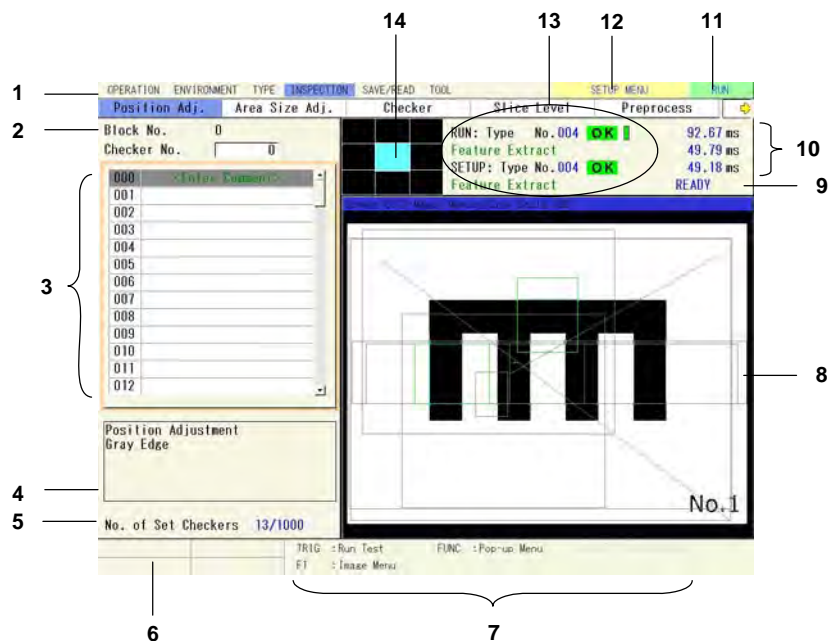 14 13 12 11
1
OPERATION ENVIRONMENT TYPE INSPECTION SAVE/READ TOOL SETUP MENU RUN
Position Adj. Area Size Adj. Checker Slice Level Preprocess
2
Block No. 0
Checker No. 0
RUN: Type No.004 OK 92.67 ms
Feature Extract 49.79 ms
SETUP: Type No.004 OK 49.18 ms
Feature Extract READY
10
9
3
000 <Enter Comment>
001
002
003
004
005
006
007
008
009
010
011
012
8
Position Adjustment
Gray Edge
4
5
No. of Set Checkers 13/1000
No.1
TRIG :Run Test FUNC :Pop-up Menu
F1 :Image Menu
6 7